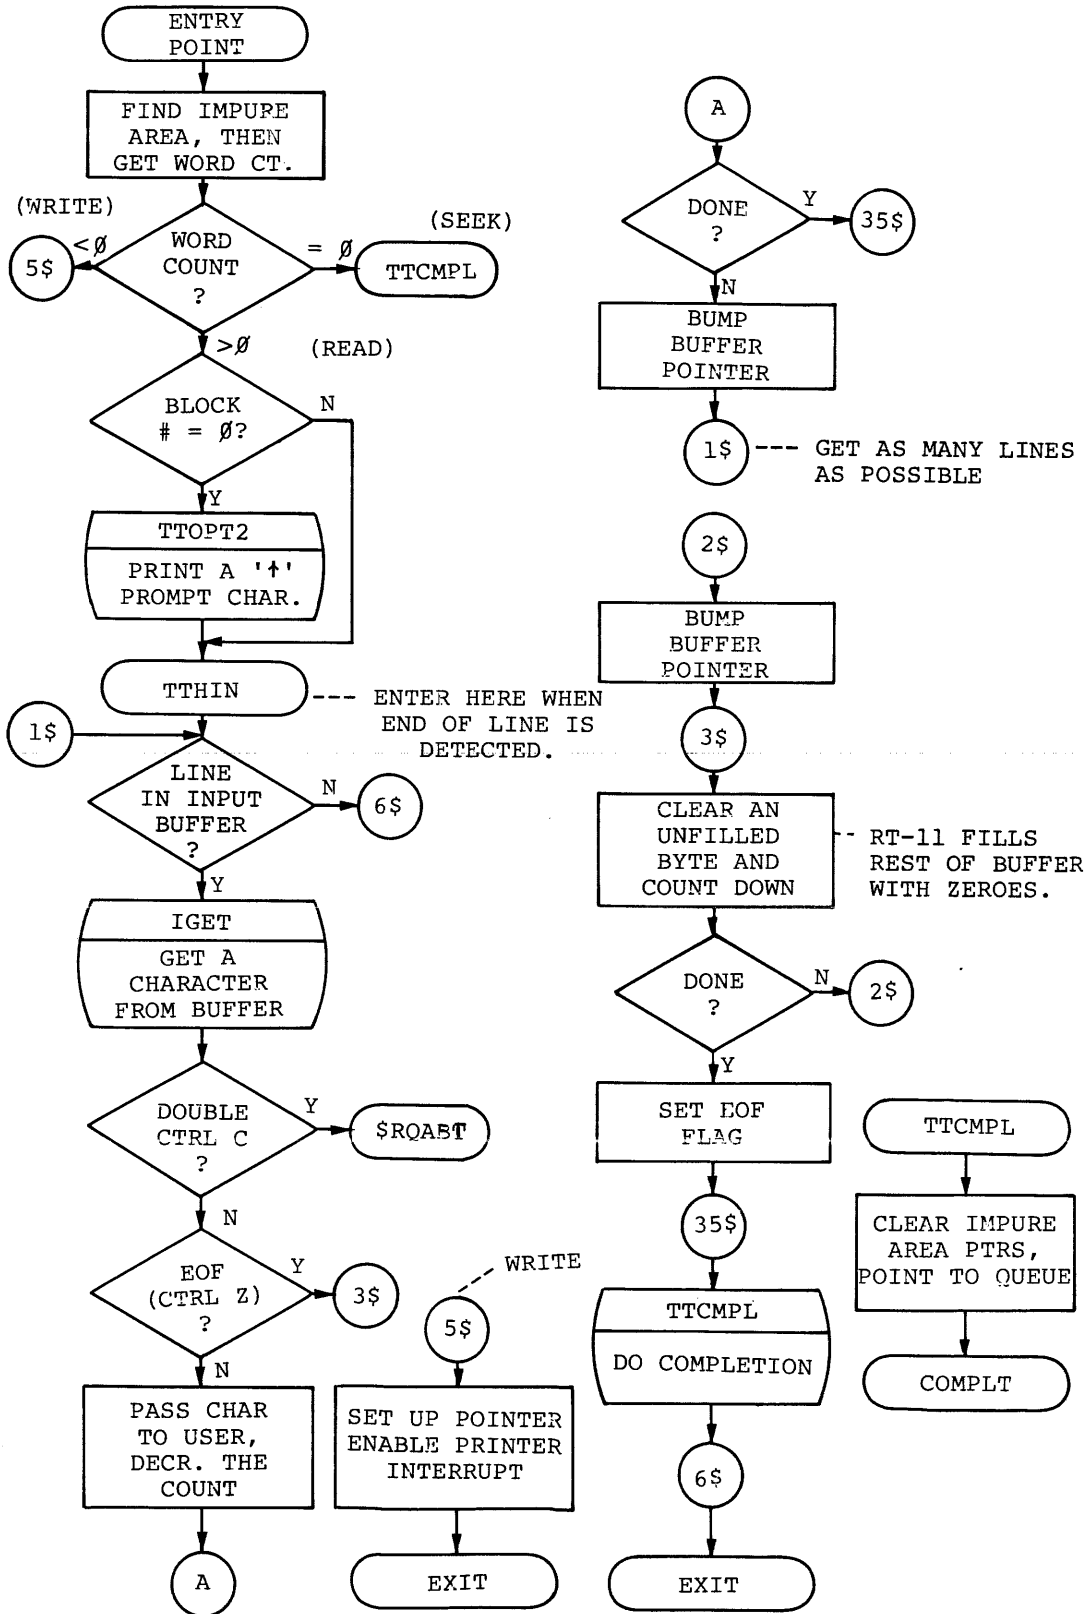 ENTRY
POINT
FIND IMPURE
AREA, THEN
GET WORD CT.
(WRITE)
<Ø
5$
WORD
COUNT
?
= Ø
(SEEK)
TTCMPL
>Ø
(READ)
BLOCK
# = Ø?
N
Y
TTOPT2
PRINT A '↑'
PROMPT CHAR.
TTHIN
--- ENTER HERE WHEN
END OF LINE IS
DETECTED.
1$
LINE
IN INPUT
BUFFER
?
N
6$
Y
IGET
GET A
CHARACTER
FROM BUFFER
DOUBLE
CTRL C
?
Y
$RQABT
N
EOF
(CTRL Z)
?
Y
3$
N
PASS CHAR
TO USER,
DECR. THE
COUNT
A
WRITE
5$
SET UP POINTER
ENABLE PRINTER
INTERRUPT
EXIT
A
DONE
?
Y
35$
N
BUMP
BUFFER
POINTER
1$
--- GET AS MANY LINES
AS POSSIBLE
2$
BUMP
BUFFER
POINTER
3$
CLEAR AN
UNFILLED
BYTE AND
COUNT DOWN
-- RT-11 FILLS
REST OF BUFFER
WITH ZEROES.
DONE
?
N
2$
Y
SET EOF
FLAG
35$
TTCMPL
DO COMPLETION
6$
EXIT
TTCMPL
CLEAR IMPURE
AREA PTRS,
POINT TO QUEUE
COMPLT